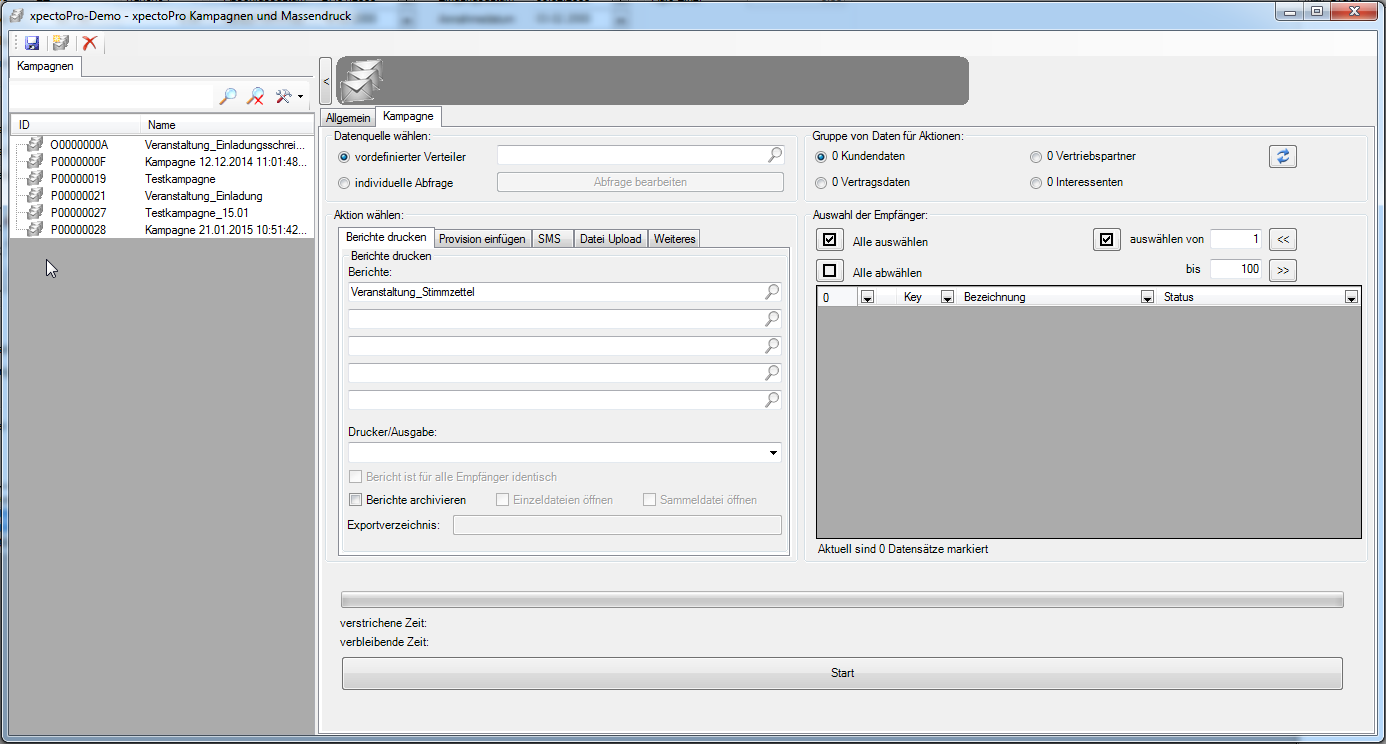 xpectoPro-Demo - xpectoPro Kampagnen und Massendruck
Kampagnen
ID Name
O0000000A Veranstaltung_Einladungsschrei...
P0000000F Kampagne 12.12.2014 11:01:48...
P00000019 Testkampagne
P00000021 Veranstaltung_Einladung
P00000027 Testkampagne_15.01
P00000028 Kampagne 21.01.2015 10:51:42...
<
Allgemein Kampagne
Datenquelle wählen:
vordefinierter Verteiler
individuelle Abfrage Abfrage bearbeiten
Aktion wählen:
Berichte drucken Provision einfügen SMS Datei Upload Weiteres
Berichte drucken
Berichte:
Veranstaltung_Stimmzettel
Drucker/Ausgabe:
Bericht ist für alle Empfänger identisch
Berichte archivieren Einzeldateien öffnen Sammeldatei öffnen
Exportverzeichnis:
Gruppe von Daten für Aktionen:
0 Kundendaten 0 Vertriebspartner
0 Vertragsdaten 0 Interessenten
Auswahl der Empfänger:
Alle auswählen auswählen von 1 <<
Alle abwählen bis 100 >>
0 Key Bezeichnung Status
Aktuell sind 0 Datensätze markiert
verstrichene Zeit:
verbleibende Zeit:
Start